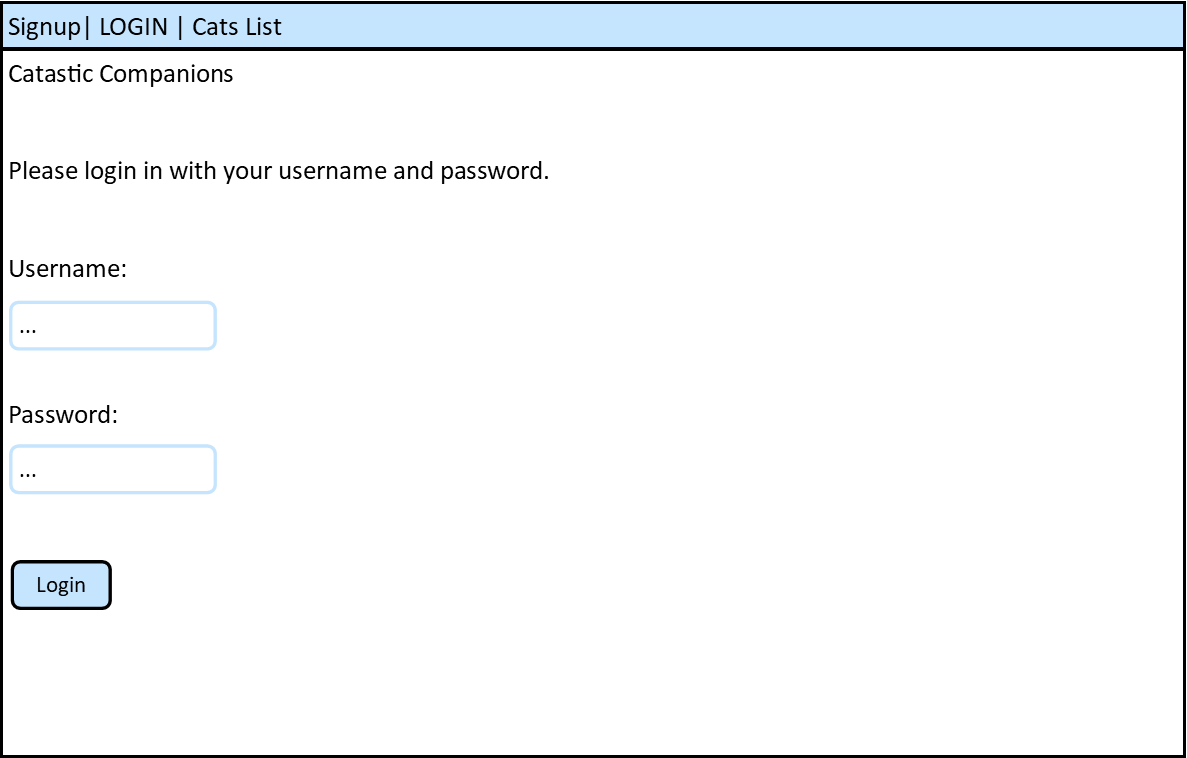 Signup| LOGIN | Cats List
Catastic Companions
Please login in with your username and password.
Username:
...
Password:
...
Login